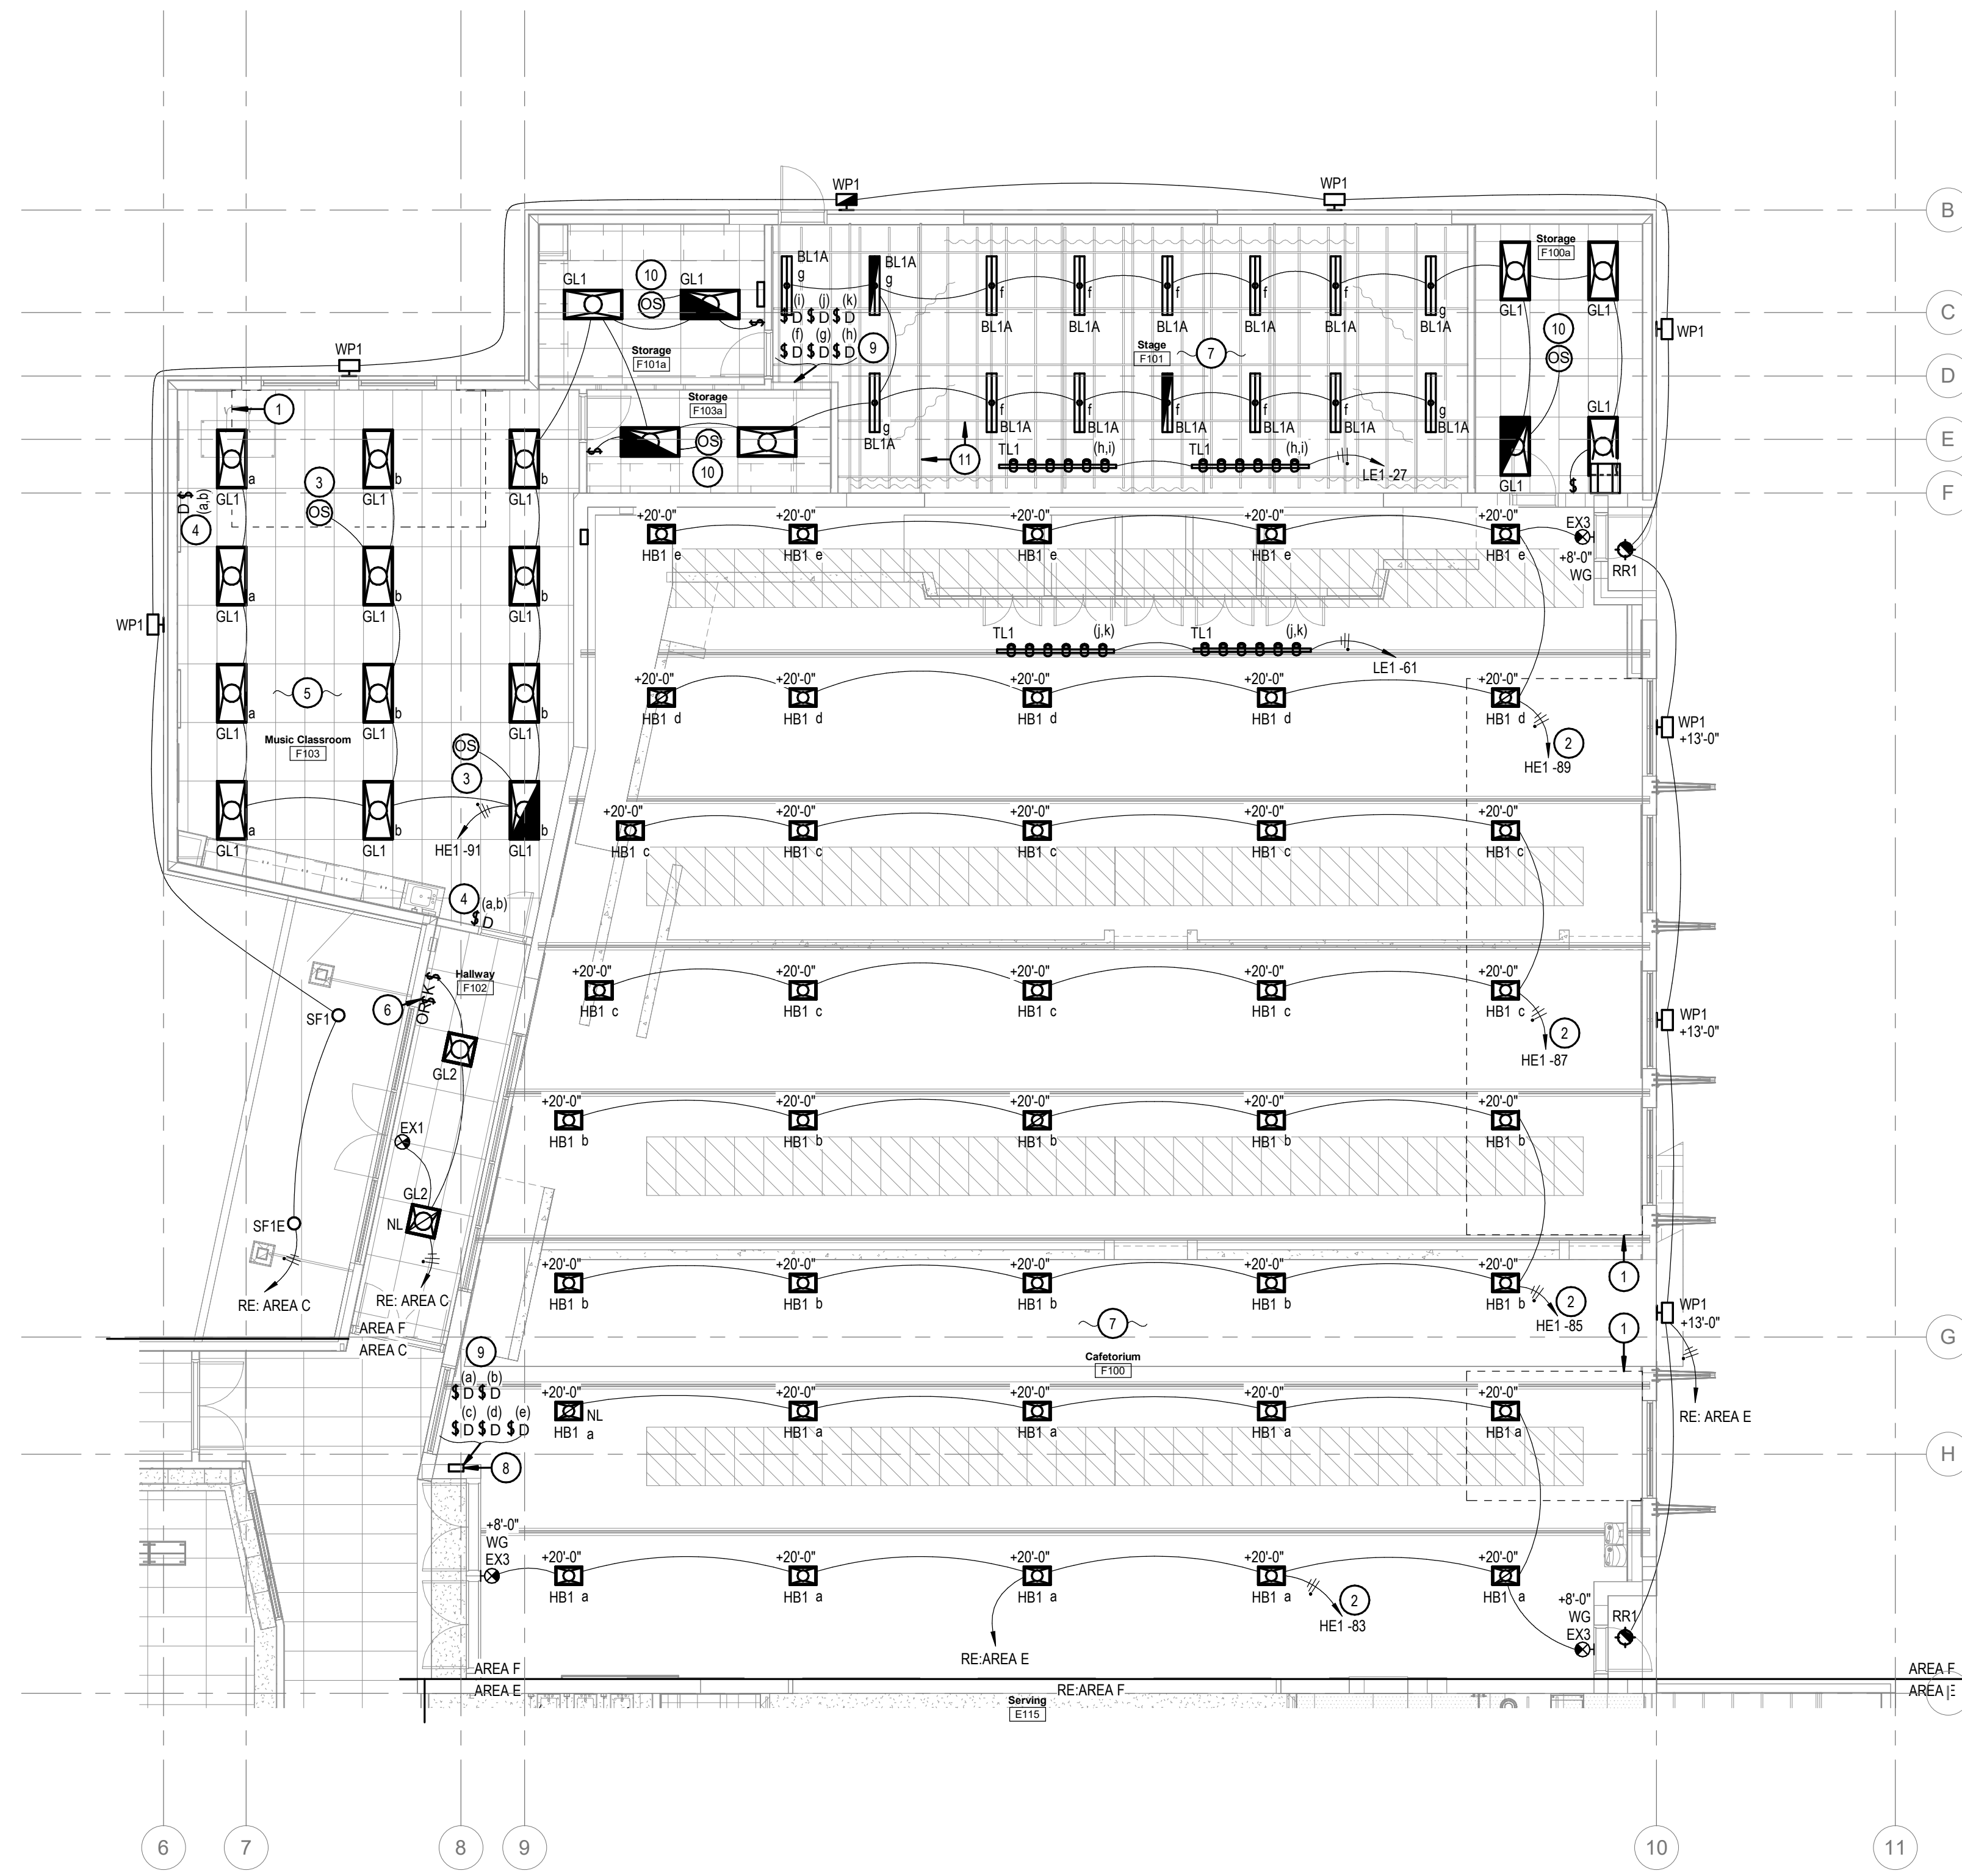 WP1
WP1
B
BL1A
g
BL1A
g
Storage
F100a
GL1
10
OS
GL1
f
f
f
f
f
g
BL1A
BL1A
BL1A
BL1A
BL1A
BL1A
GL1
GL1
C
WP1
(i) (j) (k)
$D $D $D
(f) (g) (h)
$D $D $D
9
$
Storage
F101a
Stage
F101
7
10
OS
WP1
D
Storage
F103a
1
GL1
f
f
f
f
f
g
g
BL1A
BL1A
BL1A
BL1A
BL1A
BL1A
BL1A
E
$
OS
10
11
TL1
(h,i)
TL1
(h,i)
LE1 -27
GL1
$
F
a
b
b
GL1
GL1
GL1
3
OS
D $
(a,b)
4
+20'-0"
+20'-0"
+20'-0"
+20'-0"
+20'-0"
HB1 e
HB1 e
HB1 e
HB1 e
HB1 e
EX3
+8'-0"
WG
RR1
a
b
b
GL1
GL1
GL1
WP1
TL1
(j,k)
TL1
(j,k)
LE1 -61
+20'-0"
+20'-0"
+20'-0"
+20'-0"
+20'-0"
HB1 d
HB1 d
HB1 d
HB1 d
HB1 d
5
a
b
b
GL1
GL1
GL1
Music Classroom
F103
OS
3
2
HE1 -89
WP1
+13'-0"
a
b
b
GL1
GL1
GL1
HE1 -91
+20'-0"
+20'-0"
+20'-0"
+20'-0"
+20'-0"
HB1 c
HB1 c
HB1 c
HB1 c
HB1 c
4
(a,b)
$D
Hallway
F102
$
OR $K
6
SF1
GL2
+20'-0"
+20'-0"
+20'-0"
+20'-0"
+20'-0"
HB1 c
HB1 c
HB1 c
HB1 c
HB1 c
2
HE1 -87
WP1
+13'-0"
EX1
+20'-0"
+20'-0"
+20'-0"
+20'-0"
+20'-0"
HB1 b
HB1 b
HB1 b
HB1 b
HB1 b
GL2
NL
SF1E
RE: AREA C
RE: AREA C
+20'-0"
+20'-0"
+20'-0"
+20'-0"
+20'-0"
HB1 b
HB1 b
HB1 b
HB1 b
HB1 b
2
HE1 -85
1
WP1
+13'-0"
1
AREA F
AREA C
7
Cafetorium
F100
G
9
(a) (b)
$D $D
(c) (d) (e)
$D $D $D
8
+20'-0"
+20'-0"
+20'-0"
+20'-0"
+20'-0"
NL
HB1 a
HB1 a
HB1 a
HB1 a
HB1 a
RE: AREA E
H
+8'-0"
WG
EX3
+20'-0"
+20'-0"
+20'-0"
+20'-0"
+20'-0"
HB1 a
HB1 a
HB1 a
HB1 a
HB1 a
2
HE1 -83
RE:AREA E
+8'-0"
WG
EX3
RR1
AREA F
AREA E
RE:AREA F
Serving
E115
AREA F
AREA E
6
7
8
9
10
11